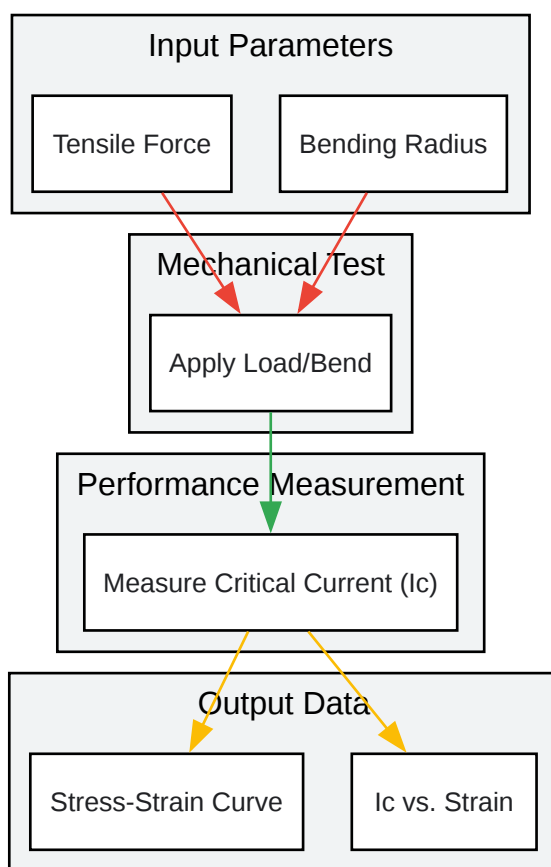 Input Parameters
Tensile Force
Bending Radius
Mechanical Test
Apply Load/Bend
Performance Measurement
Measure Critical Current (Ic)
Output Data
Stress-Strain Curve
Ic vs. Strain